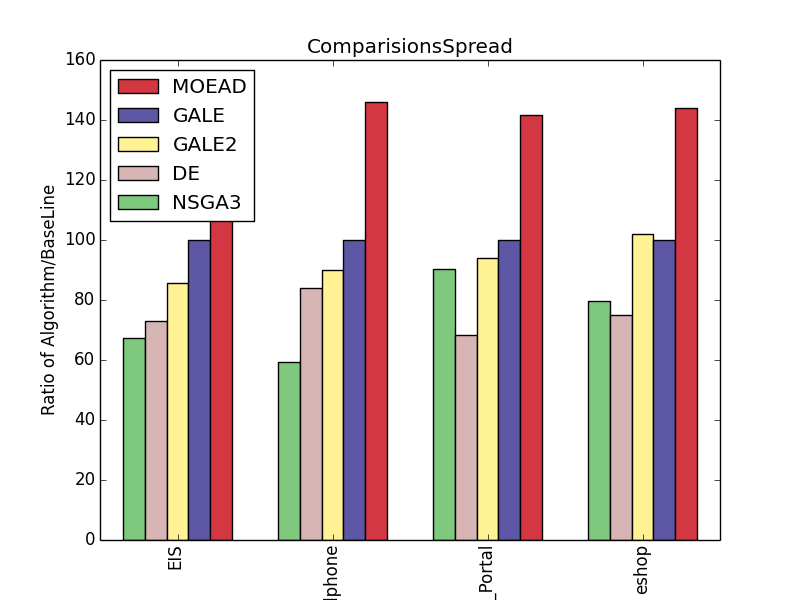 ComparisionsSpread
160
140
120
100
80
60
40
20
0
Ratio of Algorithm/BaseLine
MOEAD
GALE
GALE2
DE
NSGA3
EIS
lphone
_Portal
eshop